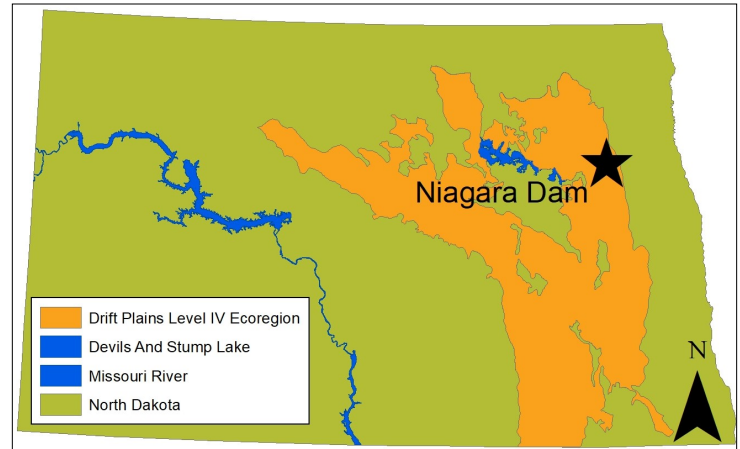 Niagara Dam
Drift Plains Level IV Ecoregion
Devils And Stump Lake
Missouri River
North Dakota
N